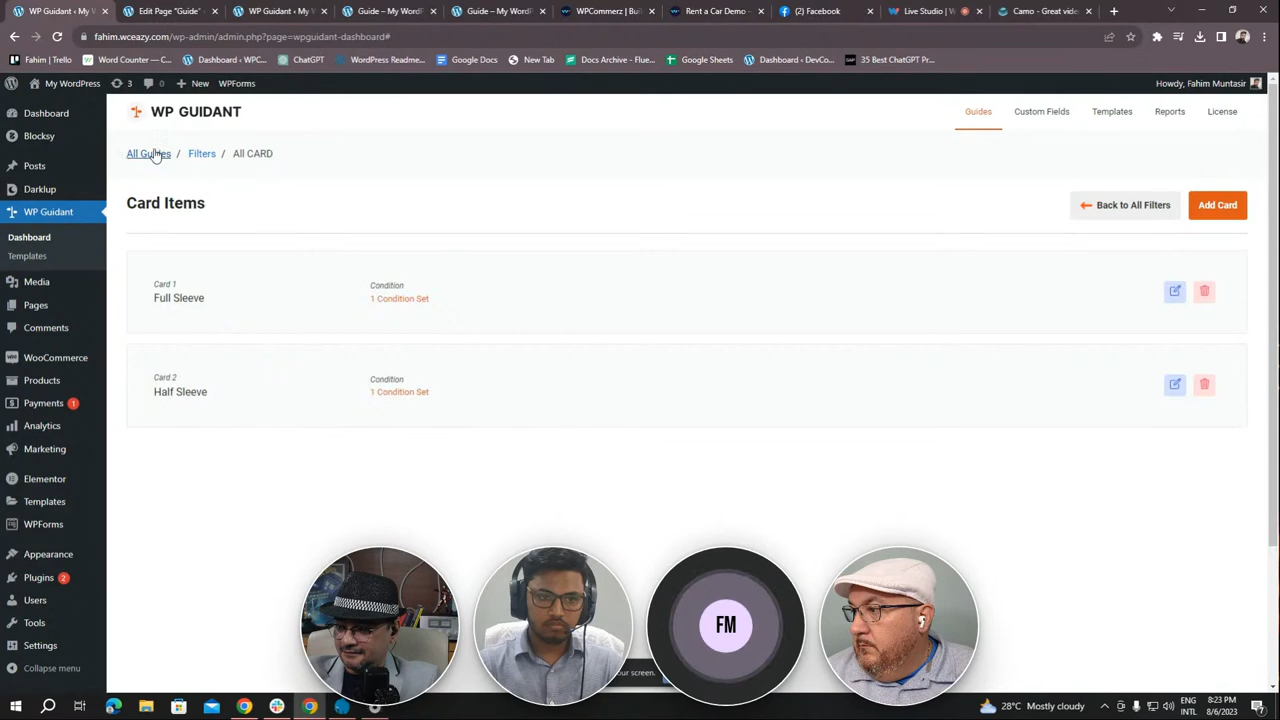 My W
Edit Page "Guide"
WP Guidant ‹ My W
Guide – My WordPr
Guide – My WordPr
WPCommerz | Bui
Rent a Car Demo –
(2) Facebook
Live Studio | W
Camo - Great vide
fahim.wceazy.com/wp-admin/admin.php?page=wpguidant-dashboard#
Fahim | Trello
Word Counter — C...
Dashboard ‹ WPC...
ChatGPT
WordPress Readme...
Google Docs
New Tab
Docs Archive - Flue...
Google Sheets
Dashboard ‹ DevCo...
35 Best ChatGPT Pr...
My WordPress
3
0
New
WPForms
Howdy, Fahim Muntasir
Dashboard
Blocksy
Posts
Darklup
WP Guidant
Dashboard
Templates
Media
Pages
Comments
WooCommerce
Products
Payments 1
Analytics
Marketing
Elementor
Templates
WPForms
Appearance
Plugins 2
Users
Tools
Settings
Collapse menu
WP GUIDANT
Guides
Custom Fields
Templates
Reports
License
All Guides / Filters / All CARD
Card Items
Back to All Filters
Add Card
Card 1
Full Sleeve
Condition
1 Condition Set
Card 2
Half Sleeve
Condition
1 Condition Set
FM
our screen.
28°C Mostly cloudy
ENG
INTL
8:23 PM
8/6/2023